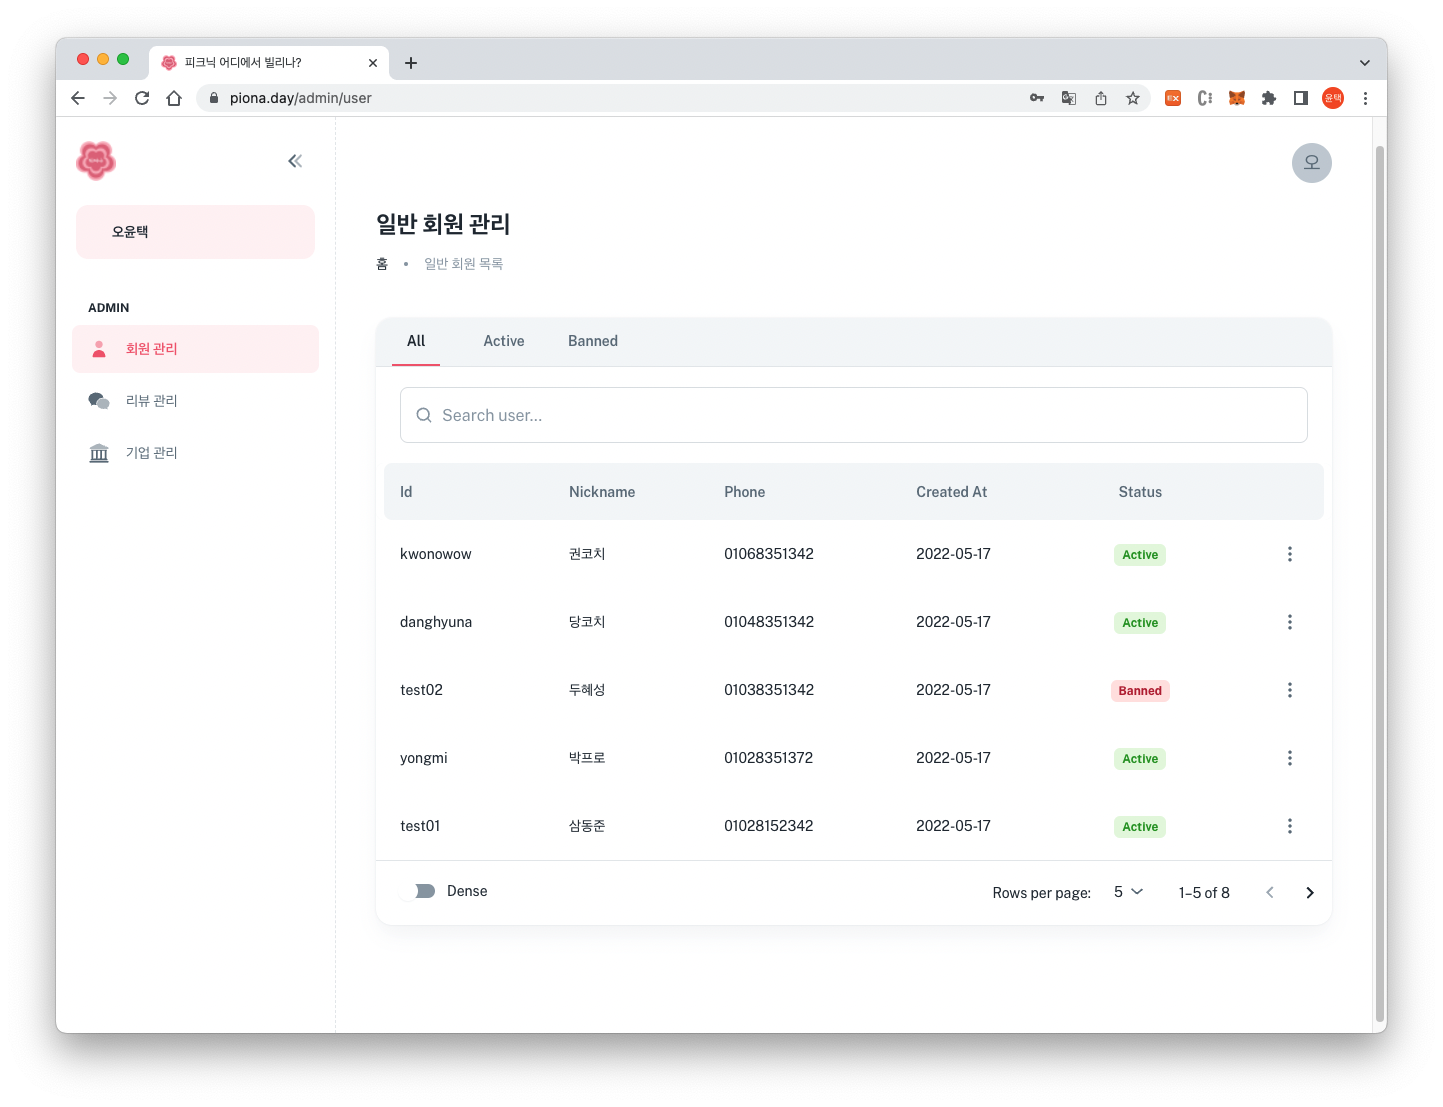 피크닉 어디에서 빌리나?
piona.day/admin/user
윤택
오윤택
ADMIN
회원 관리
리뷰 관리
기업 관리
오
일반 회원 관리
홈 • 일반 회원 목록
All Active Banned
Search user...
Id Nickname Phone Created At Status
kwonowow 권코치 01068351342 2022-05-17 Active
danghyuna 당코치 01048351342 2022-05-17 Active
test02 두혜성 01038351342 2022-05-17 Banned
yongmi 박프로 01028351372 2022-05-17 Active
test01 삼동준 01028152342 2022-05-17 Active
Dense Rows per page: 5 1–5 of 8